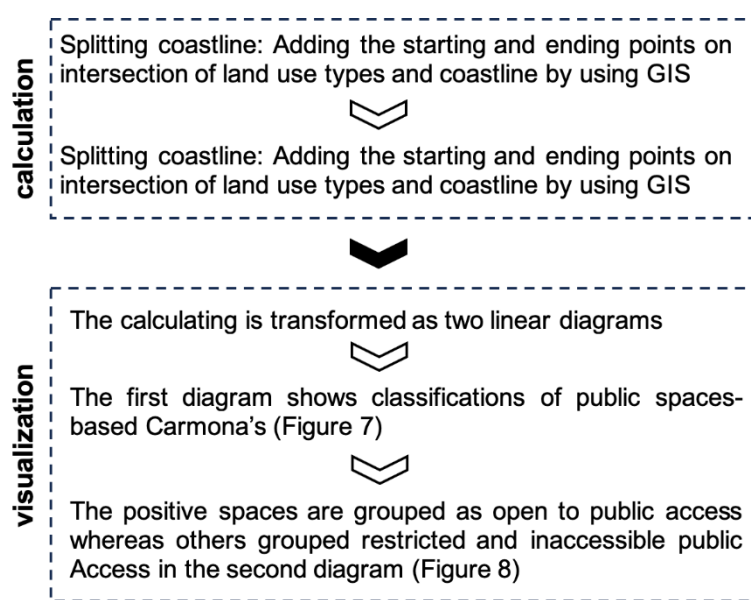 calculation
Splitting coastline: Adding the starting and ending points on
intersection of land use types and coastline by using GIS
Splitting coastline: Adding the starting and ending points on
intersection of land use types and coastline by using GIS
visualization
The calculating is transformed as two linear diagrams
The first diagram shows classifications of public spaces-
based Carmona's (Figure 7)
The positive spaces are grouped as open to public access
whereas others grouped restricted and inaccessible public
Access in the second diagram (Figure 8)